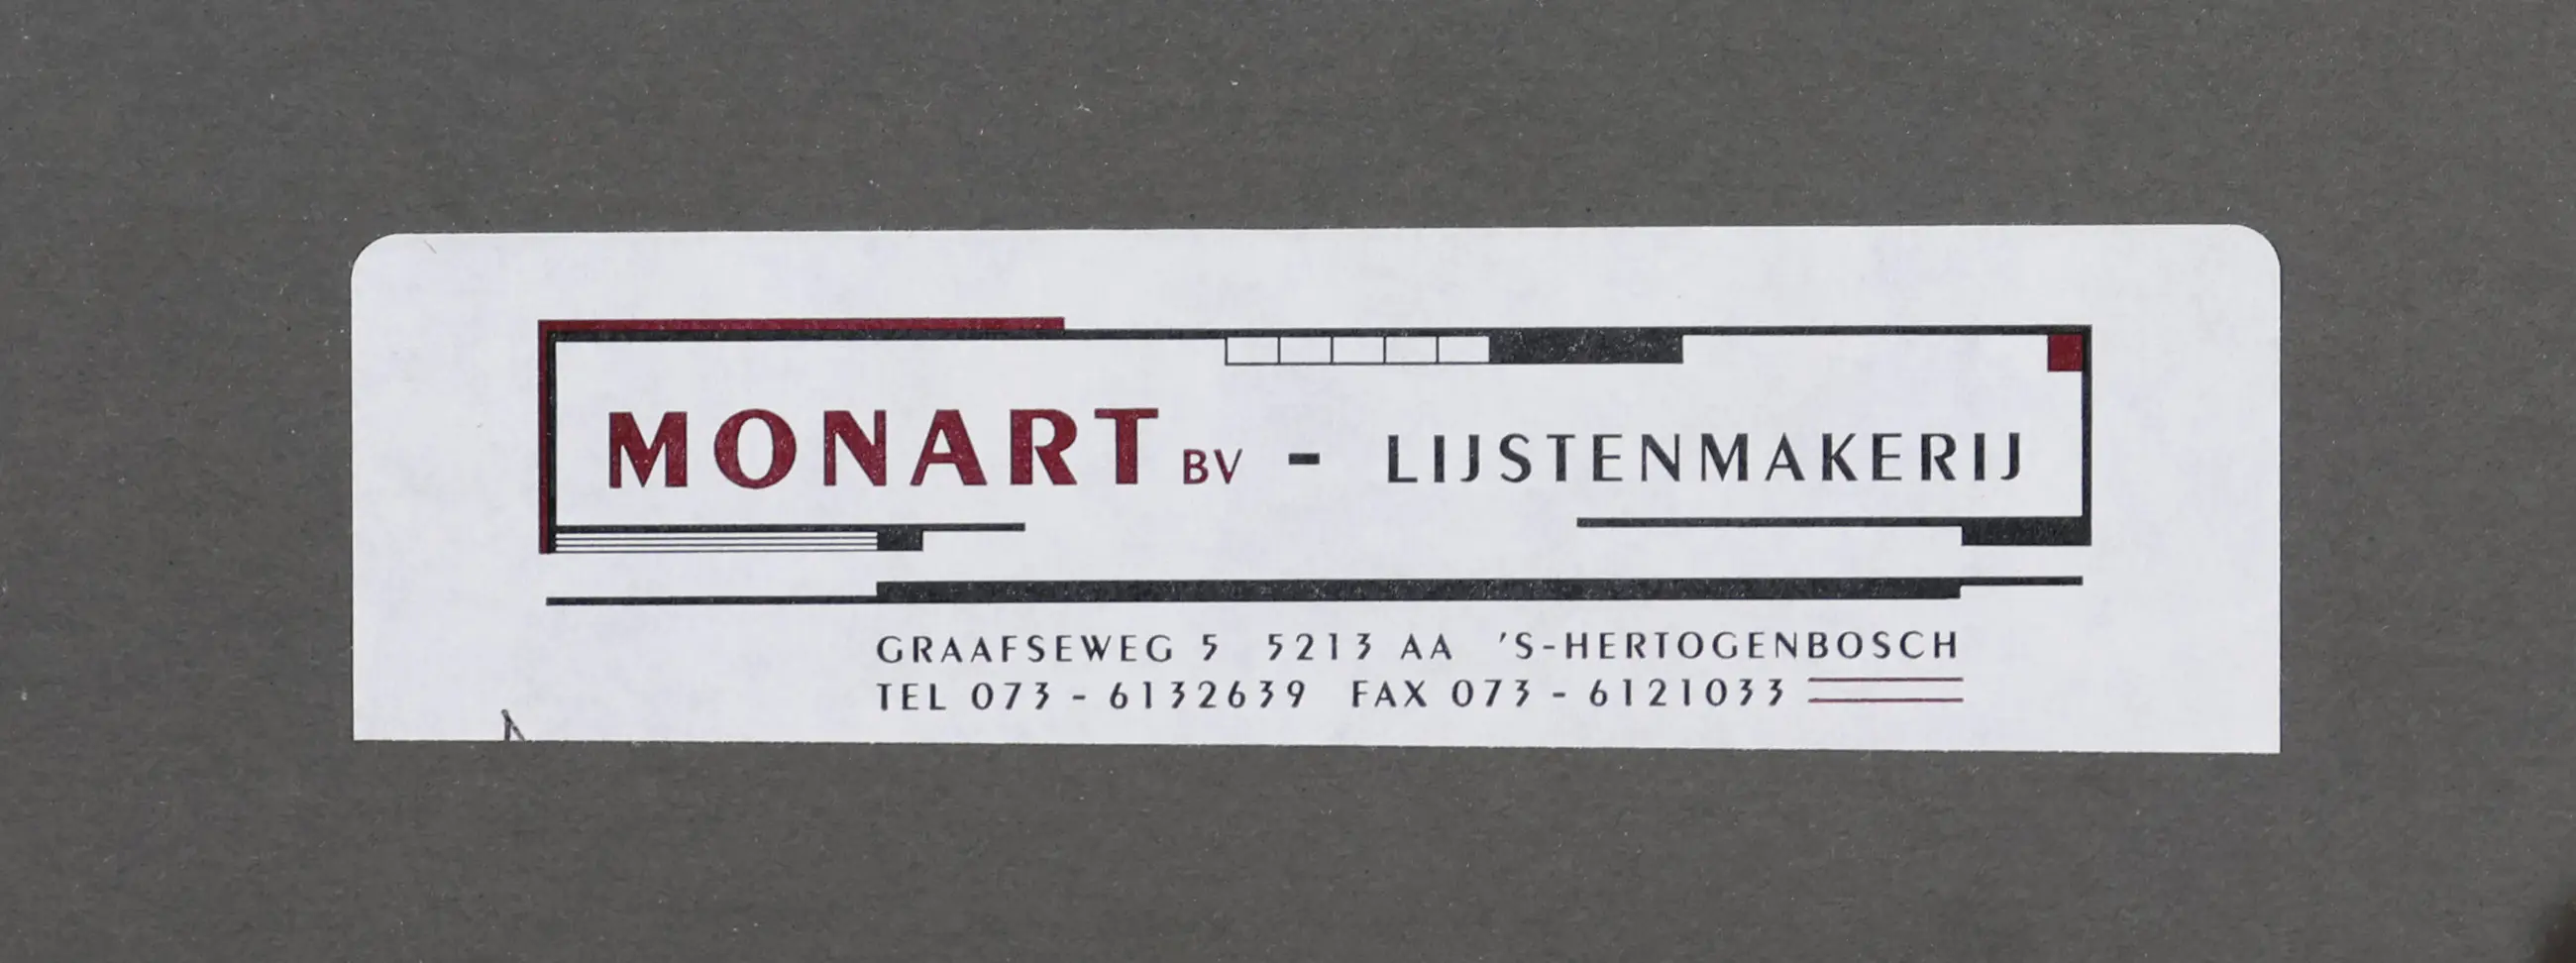 MONART BV - LIJSTENMAKERIJ
GRAAFSEWEG 5 5213 AA 'S-HERTOGENBOSCH
TEL 073 - 6132639 FAX 073 - 6121033